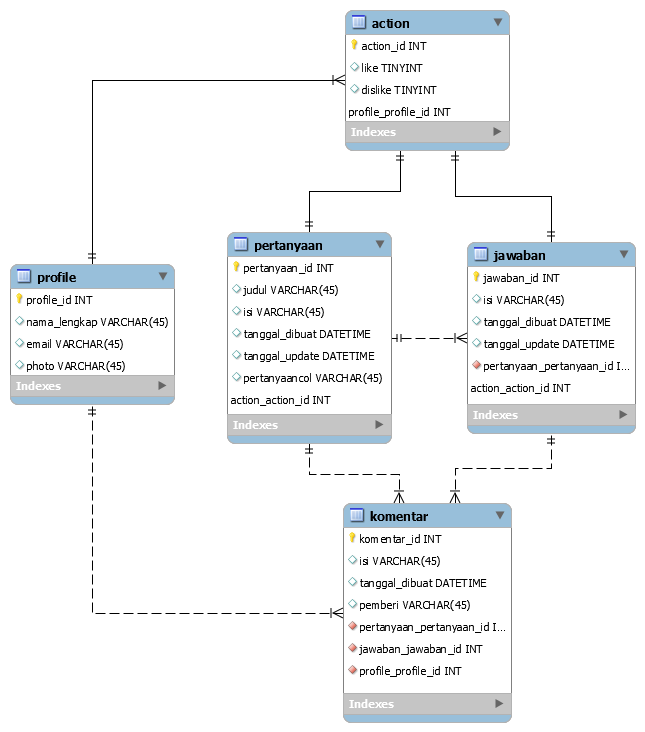 action
action_id INT
like TINYINT
dislike TINYINT
profile_profile_id INT
Indexes
pertanyaan
pertanyaan_id INT
judul VARCHAR(45)
isi VARCHAR(45)
tanggal_dibuat DATETIME
tanggal_update DATETIME
pertanyaancol VARCHAR(45)
action_action_id INT
Indexes
jawaban
jawaban_id INT
isi VARCHAR(45)
tanggal_dibuat DATETIME
tanggal_update DATETIME
pertanyaan_pertanyaan_id I...
action_action_id INT
Indexes
profile
profile_id INT
nama_lengkap VARCHAR(45)
email VARCHAR(45)
photo VARCHAR(45)
Indexes
komentar
komentar_id INT
isi VARCHAR(45)
tanggal_dibuat DATETIME
pemberi VARCHAR(45)
pertanyaan_pertanyaan_id I...
jawaban_jawaban_id INT
profile_profile_id INT
Indexes